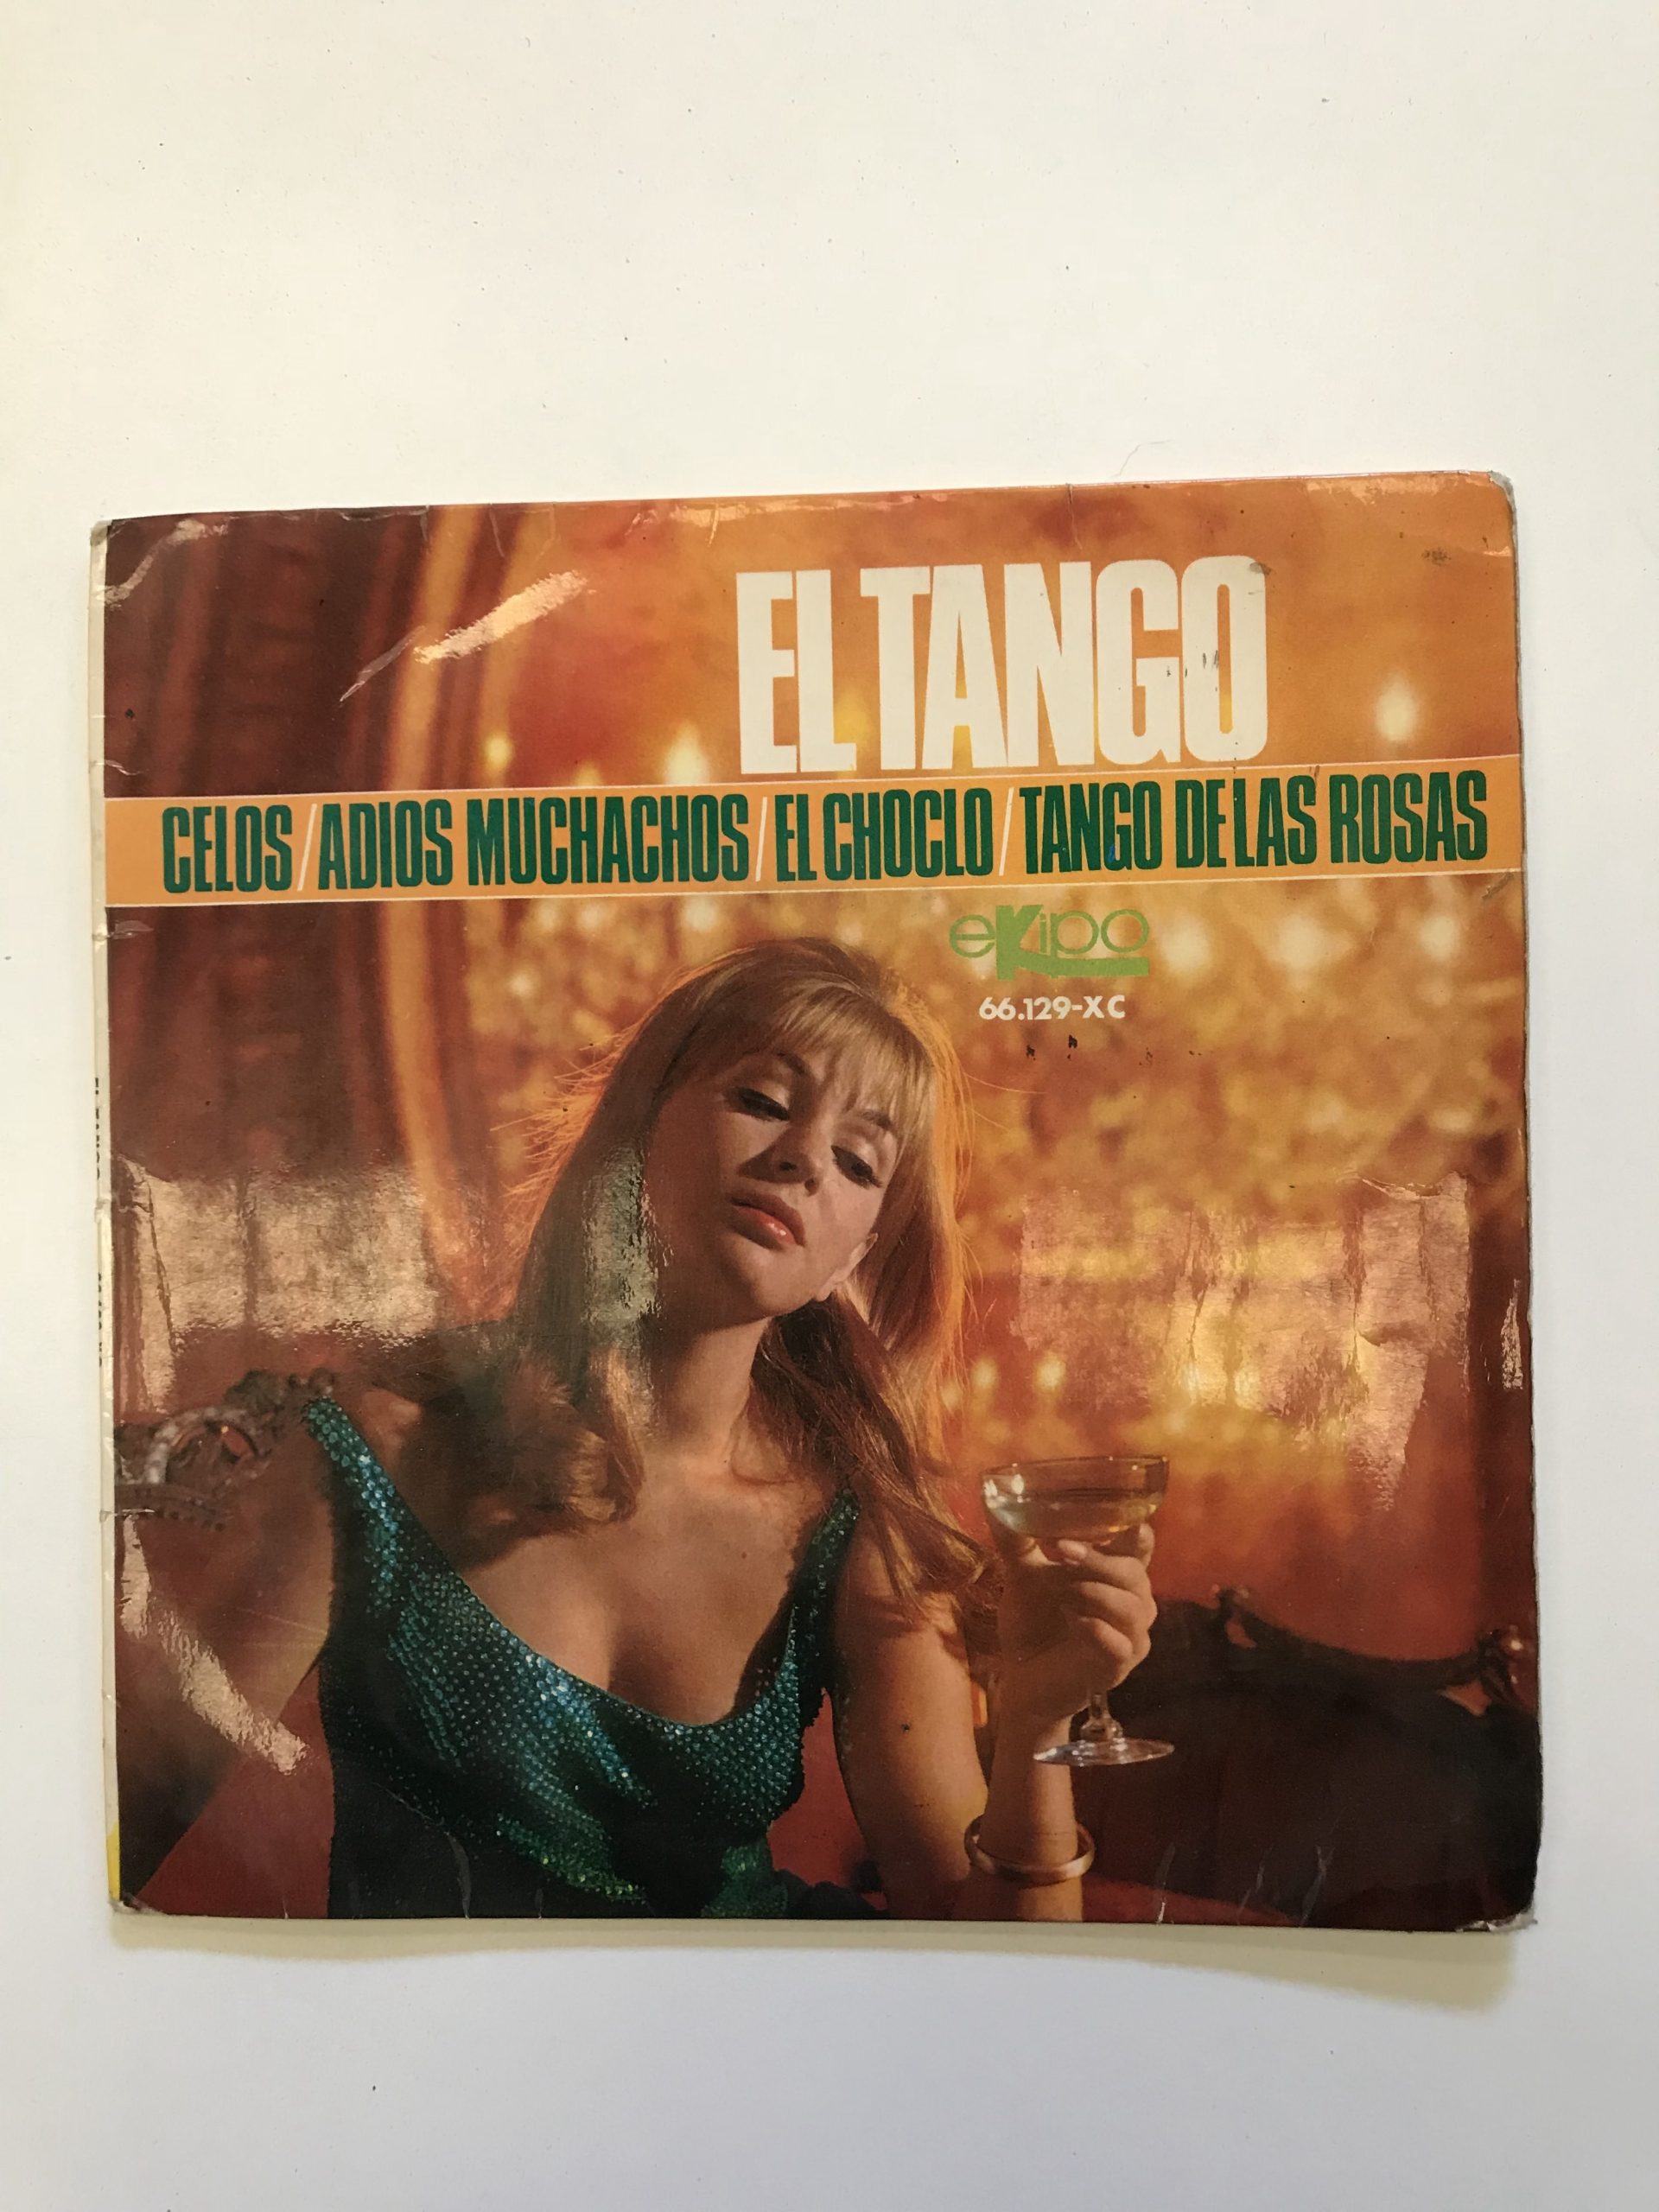 EL TANGO
CELOS / ADIOS MUCHACHOS / EL CHOCLO / TANGO DE LAS ROSAS
eKipo
66.129-XC